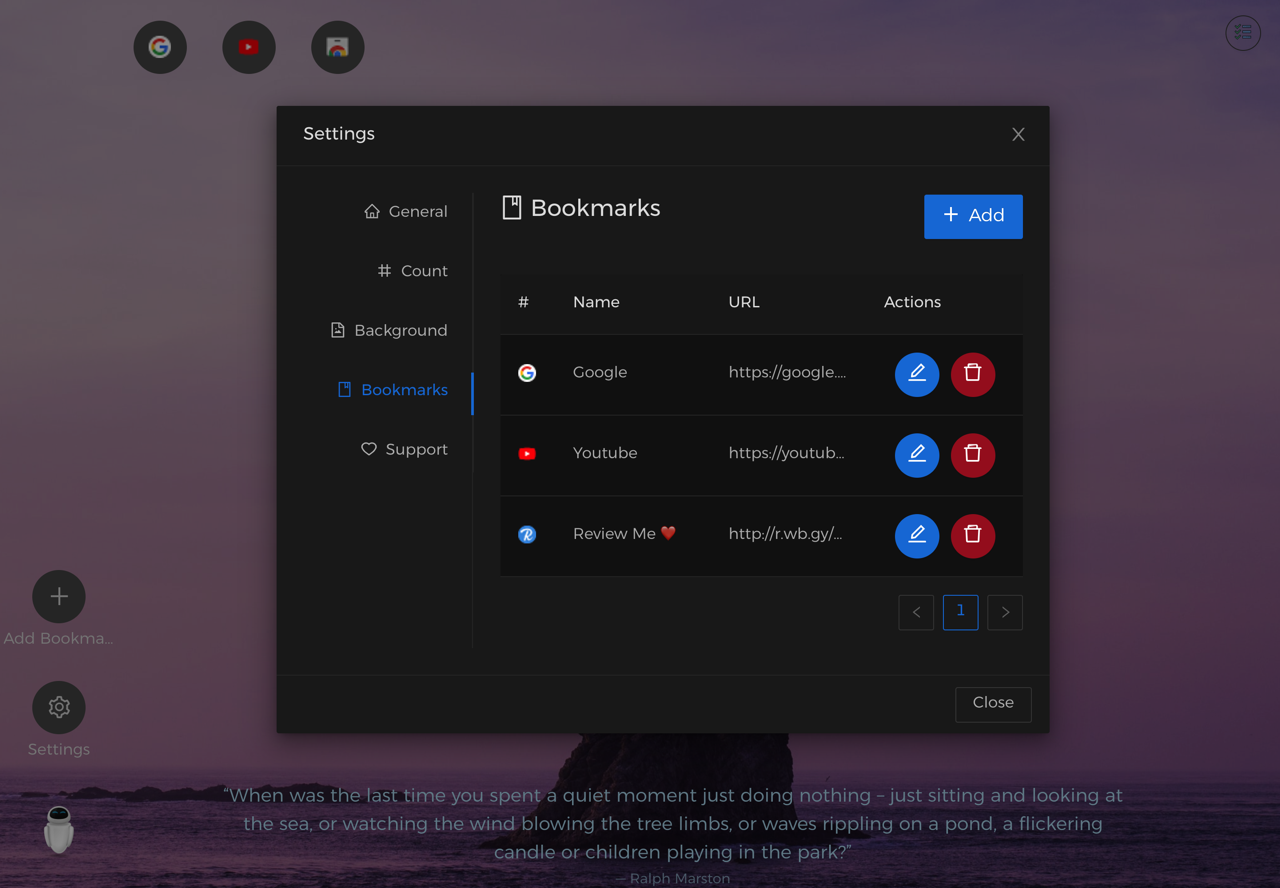 Settings
General
Count
Background
Bookmarks
Support
Bookmarks
+ Add
# Name URL Actions
Google https://google....
Youtube https://youtub...
Review Me ❤️ http://r.wb.gy/...
< 1 >
Close
Add Bookma...
Settings
“When was the last time you spent a quiet moment just doing nothing – just sitting and looking at
the sea, or watching the wind blowing the tree limbs, or waves rippling on a pond, a flickering
candle or children playing in the park?”
— Ralph Marston